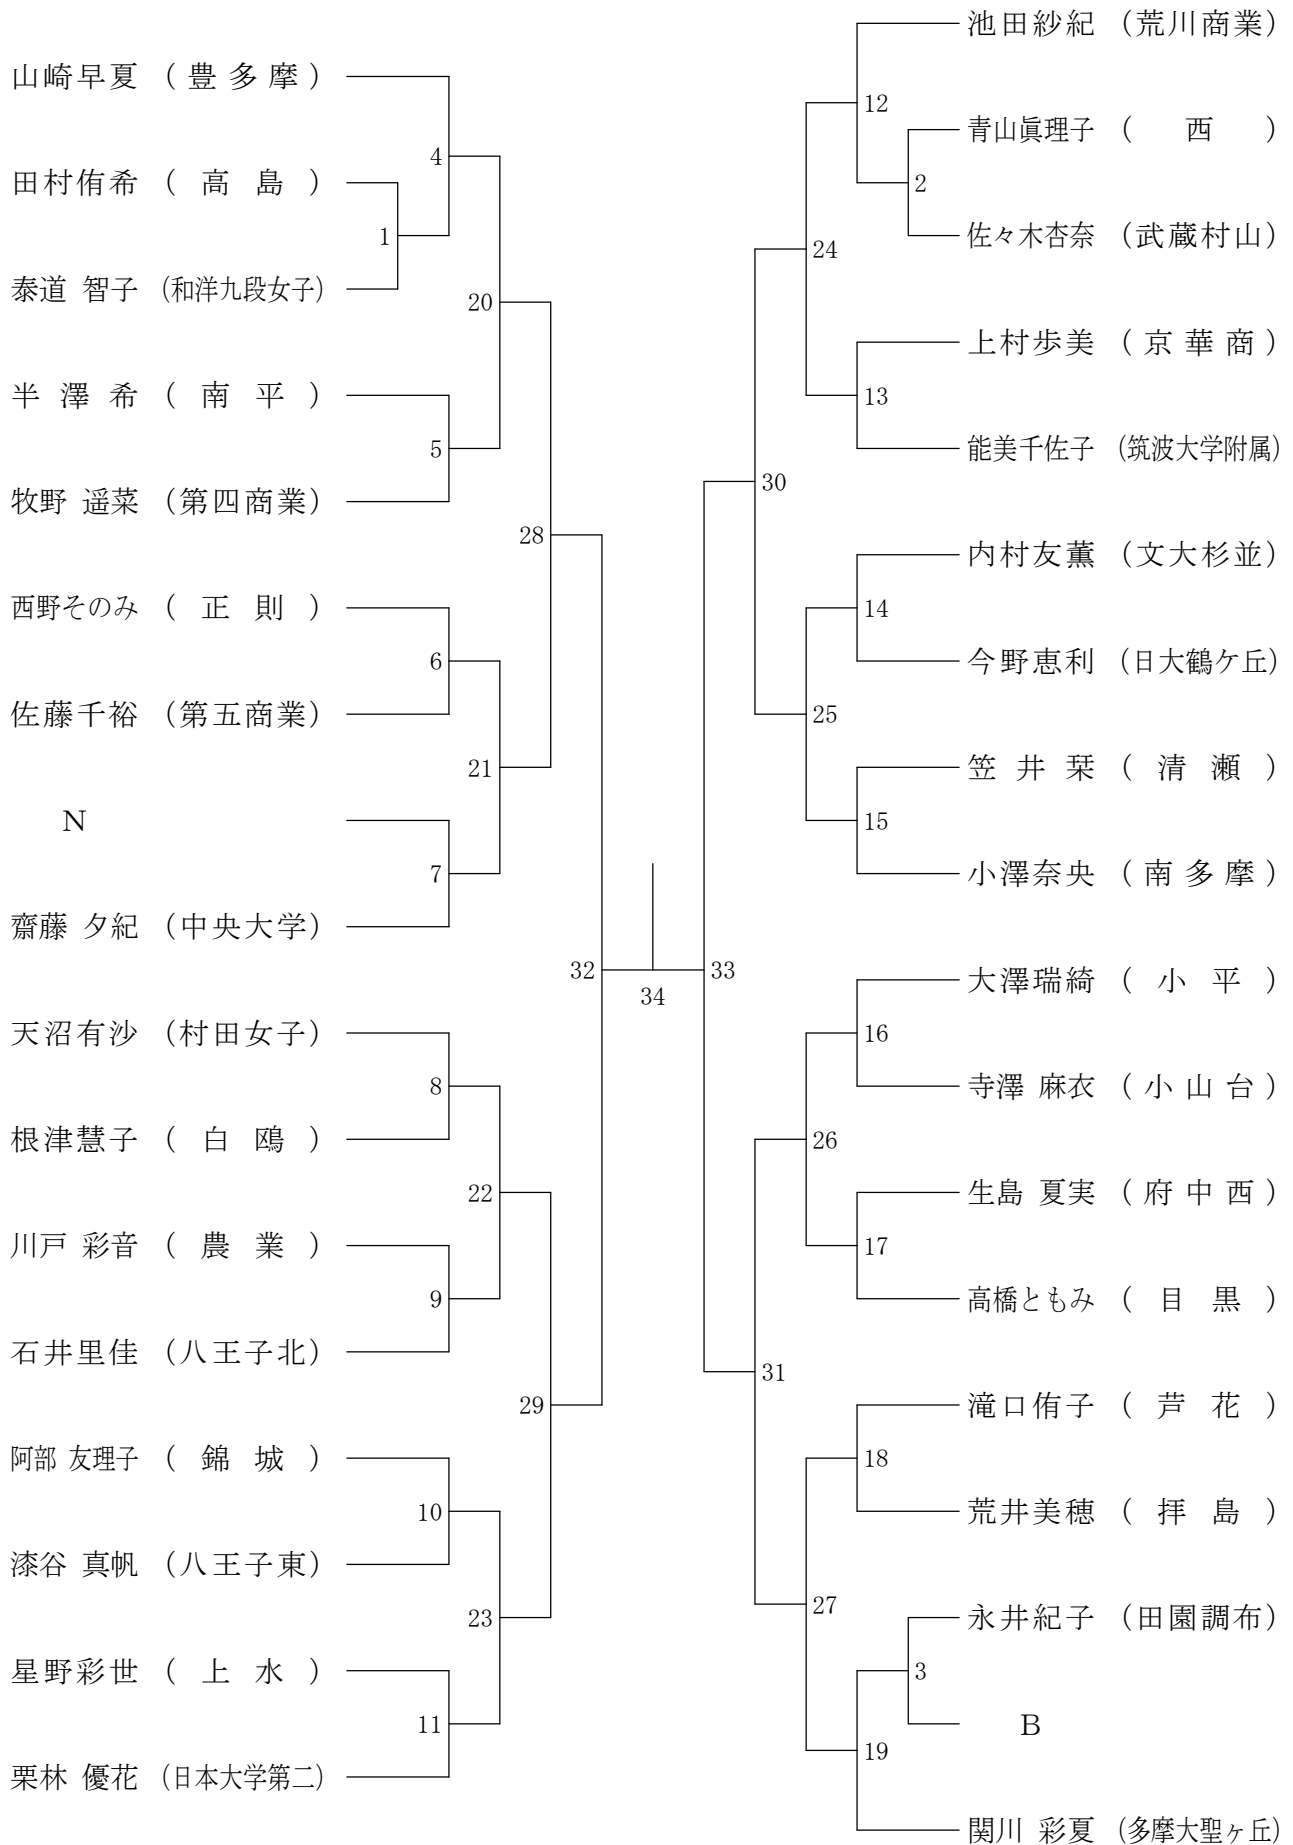 山崎早夏 （豊多摩）
田村侑希 （高島）
泰道 智子 （和洋九段女子）
半澤希 （南平）
牧野 遥菜 （第四商業）
西野そのみ （正則）
佐藤千裕 （第五商業）
N
齋藤 夕紀 （中央大学）
天沼有沙 （村田女子）
根津慧子 （白鴎）
川戸 彩音 （農業）
石井里佳 （八王子北）
阿部 友理子 （錦城）
漆谷 真帆 （八王子東）
星野彩世 （上水）
栗林 優花 （日本大学第二）
1
4
5
6
7
8
9
10
11
20
21
22
23
28
29
32
34
33
30
31
24
25
26
27
12
13
14
15
16
17
18
19
2
3
池田紗紀 （荒川商業）
青山眞理子 （西）
佐々木杏奈 （武蔵村山）
上村歩美 （京華商）
能美千佐子 （筑波大学附属）
内村友薫 （文大杉並）
今野恵利 （日大鶴ケ丘）
笠井栞 （清瀬）
小澤奈央 （南多摩）
大澤瑞綺 （小平）
寺澤 麻衣 （小山台）
生島 夏実 （府中西）
高橋ともみ （目黒）
滝口侑子 （芦花）
荒井美穂 （拝島）
永井紀子 （田園調布）
B
関川 彩夏 （多摩大聖ヶ丘）